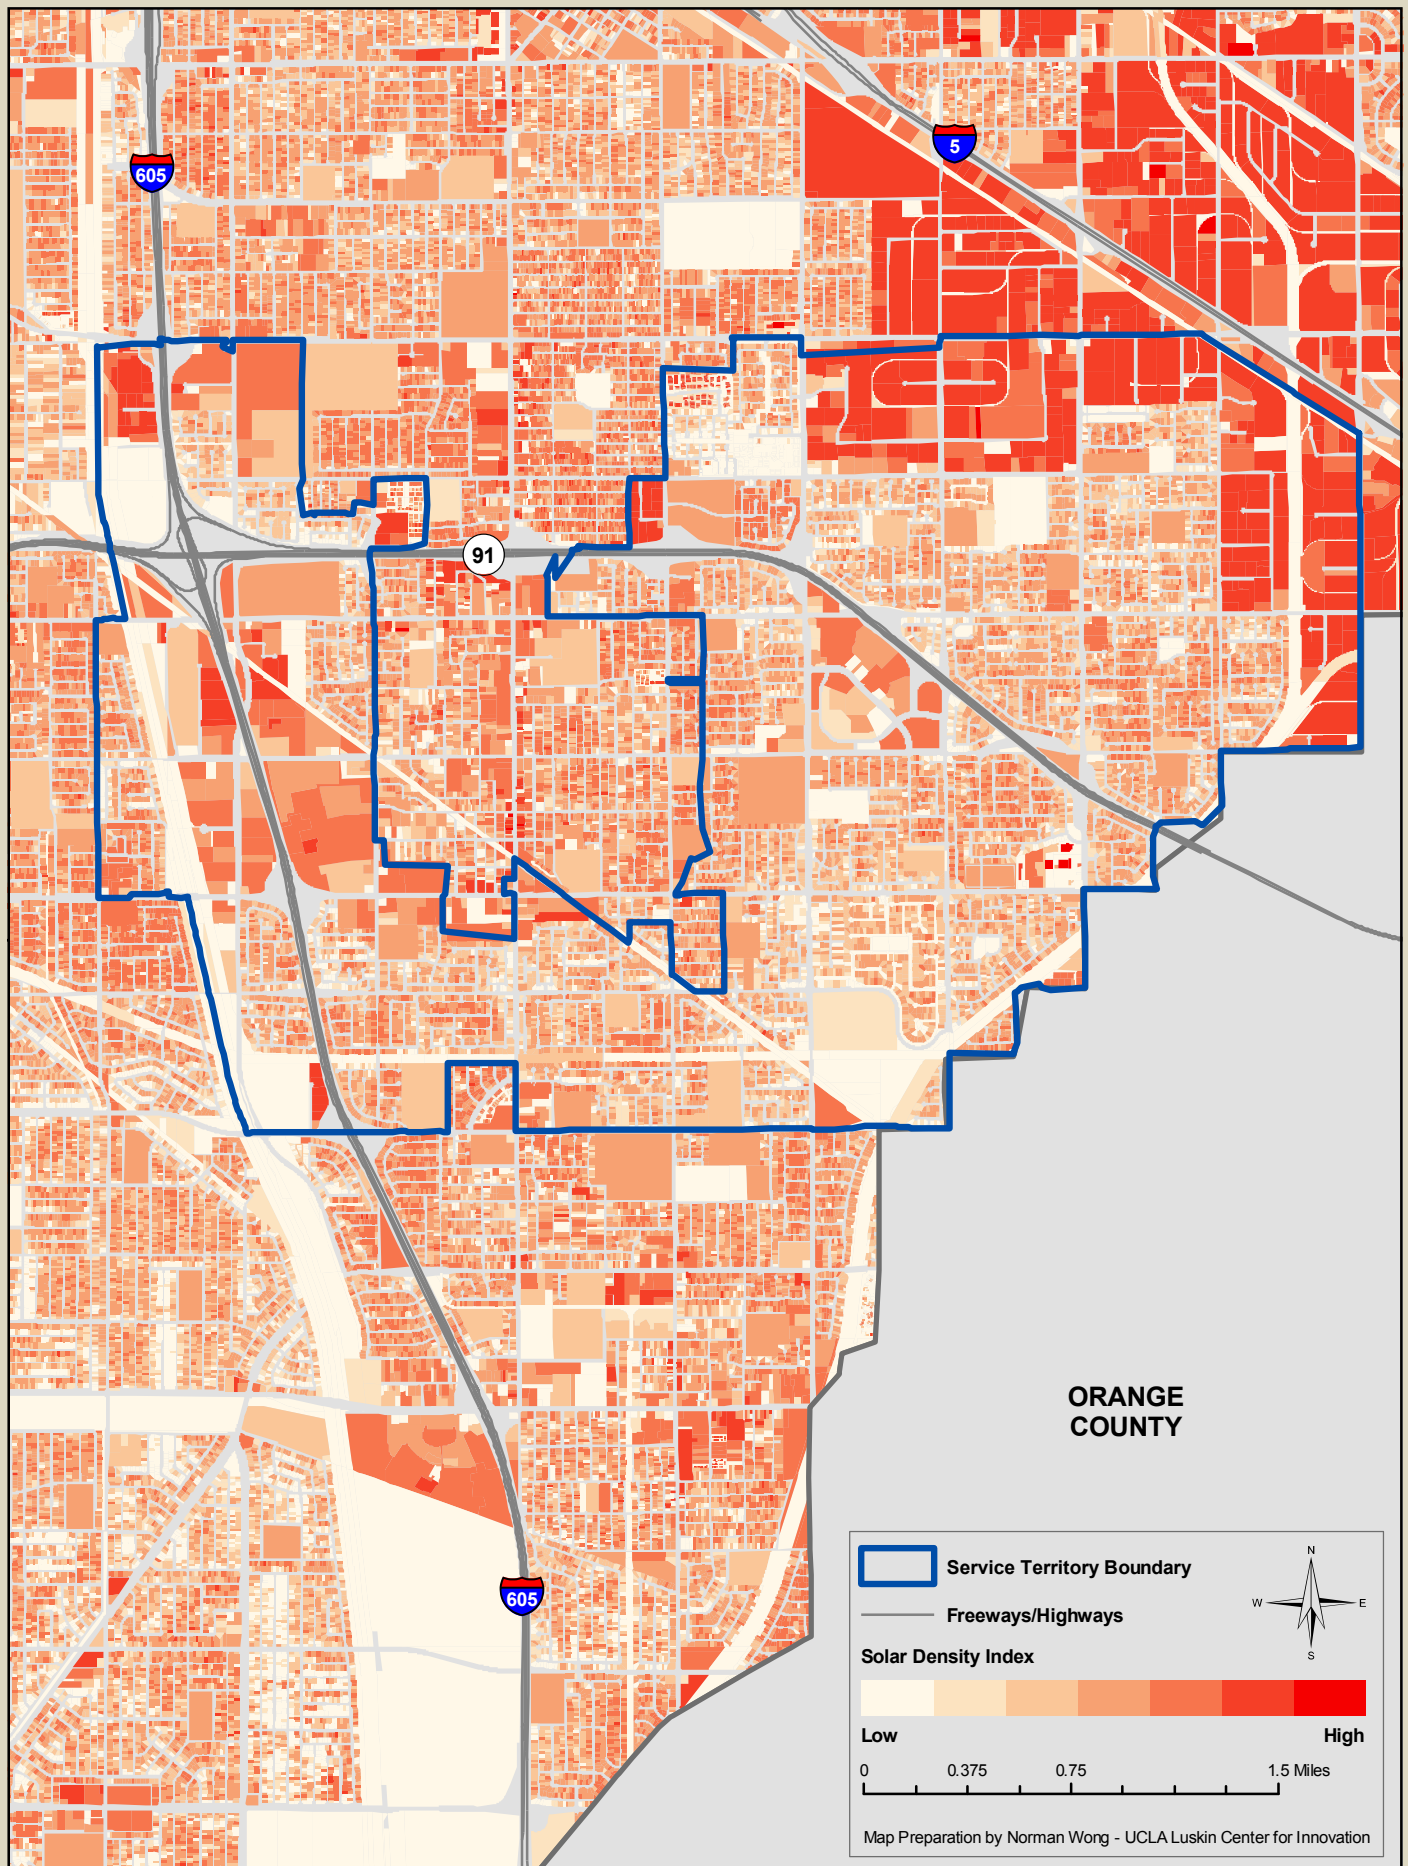 5
605
91
ORANGE
COUNTY
605
Service Territory Boundary
Freeways/Highways
N
W E
S
Solar Density Index
Low High
0 0.375 0.75 1.5 Miles
Map Preparation by Norman Wong - UCLA Luskin Center for Innovation